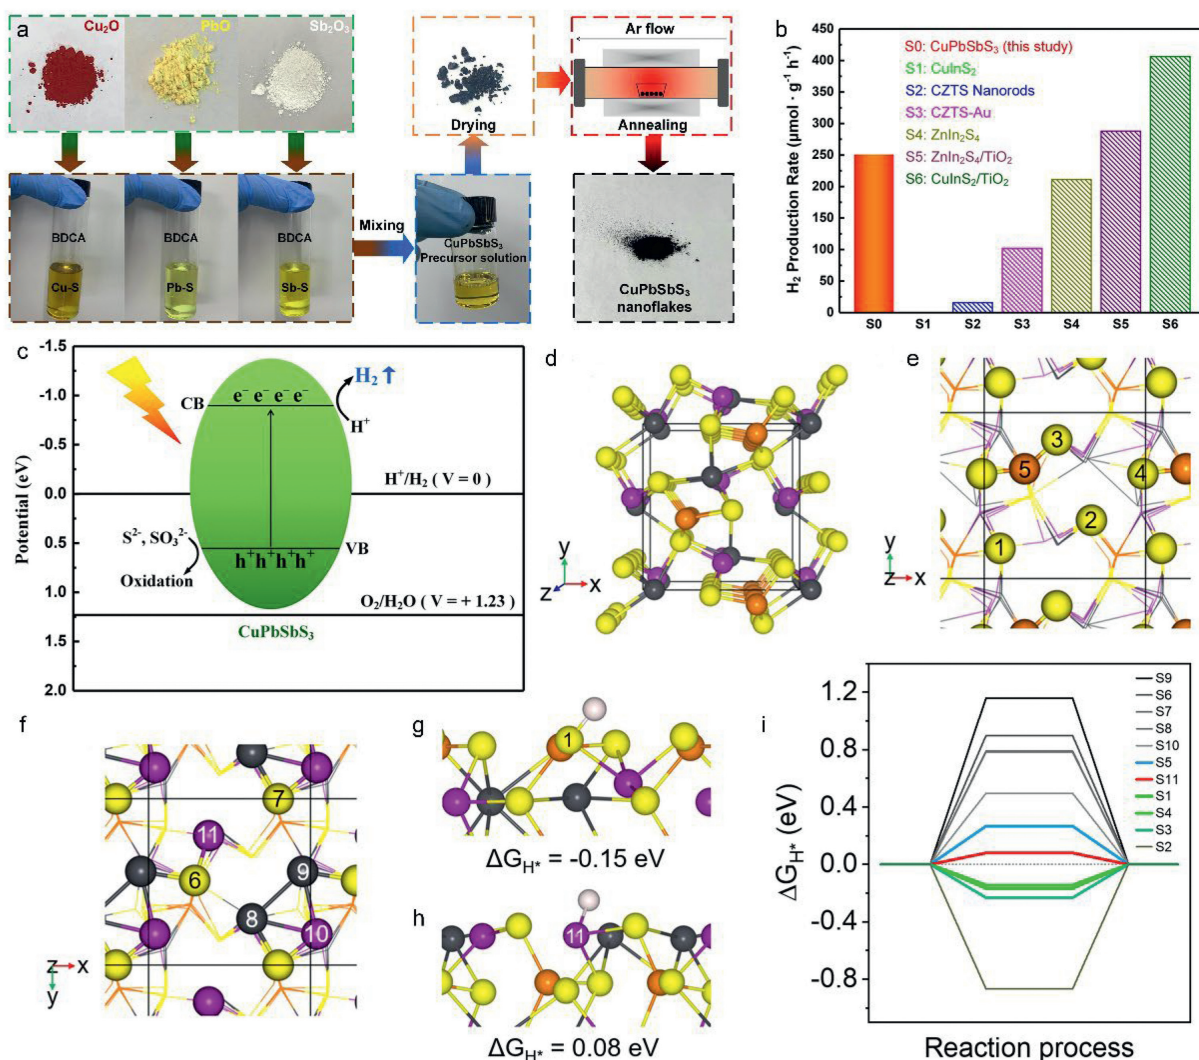 a
Cu₂O
PbO
Sb₂O₃
BDCA
Cu-S
BDCA
Pb-S
BDCA
Sb-S
Mixing
CuPbSbS₃
Precursor solution
Drying
Ar flow
Annealing
CuPbSbS₃
nanoflakes
b
H₂ Production Rate (μmol · g⁻¹ h⁻¹)
450
400
350
300
250
200
150
100
50
0
S0: CuPbSbS₃ (this study)
S1: CuInS₂
S2: CZTS Nanorods
S3: CZTS-Au
S4: ZnIn₂S₄
S5: ZnIn₂S₄/TiO₂
S6: CuInS₂/TiO₂
S0 S1 S2 S3 S4 S5 S6
c
Potential (eV)
-1.5
-1.0
-0.5
0.0
0.5
1.0
1.5
2.0
CB
e⁻ e⁻ e⁻ e⁻
H₂ ↑
H⁺
H⁺/H₂ ( V = 0 )
S²⁻, SO₃²⁻
Oxidation
h⁺h⁺h⁺h⁺
VB
O₂/H₂O ( V = + 1.23 )
CuPbSbS₃
d
y
z x
e
3
5
4
2
1
y
z x
f
7
11
6
9
8
10
z x
y
g
1
ΔG_H* = -0.15 eV
h
11
ΔG_H* = 0.08 eV
i
ΔG_H* (eV)
1.2
0.8
0.4
0.0
-0.4
-0.8
S9
S6
S7
S8
S10
S5
S11
S1
S4
S3
S2
Reaction process